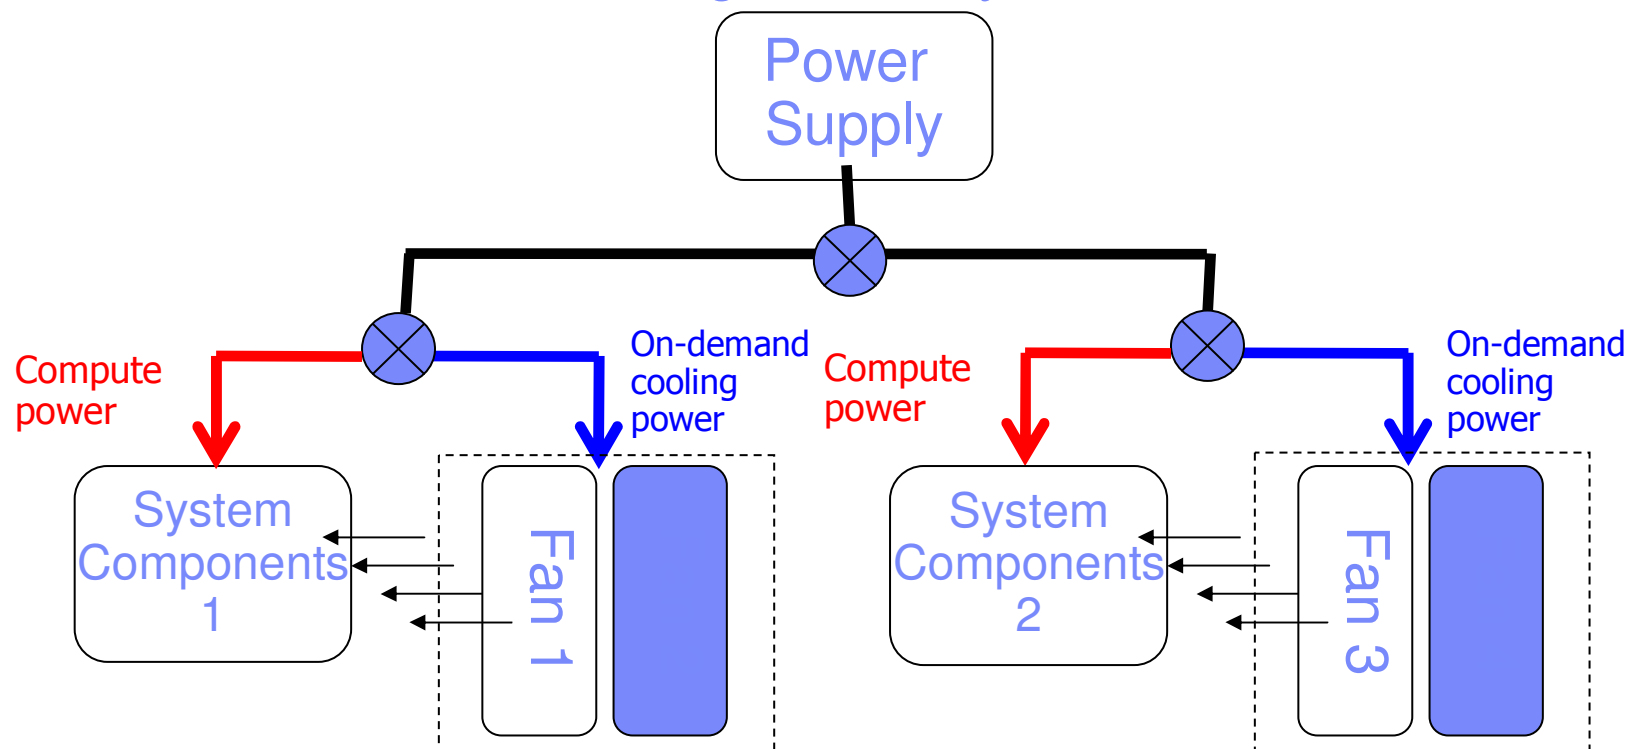 Power
Supply
Compute
power
On-demand
cooling
power
Compute
power
On-demand
cooling
power
System
Components
1
Fan 1
System
Components
2
Fan 3